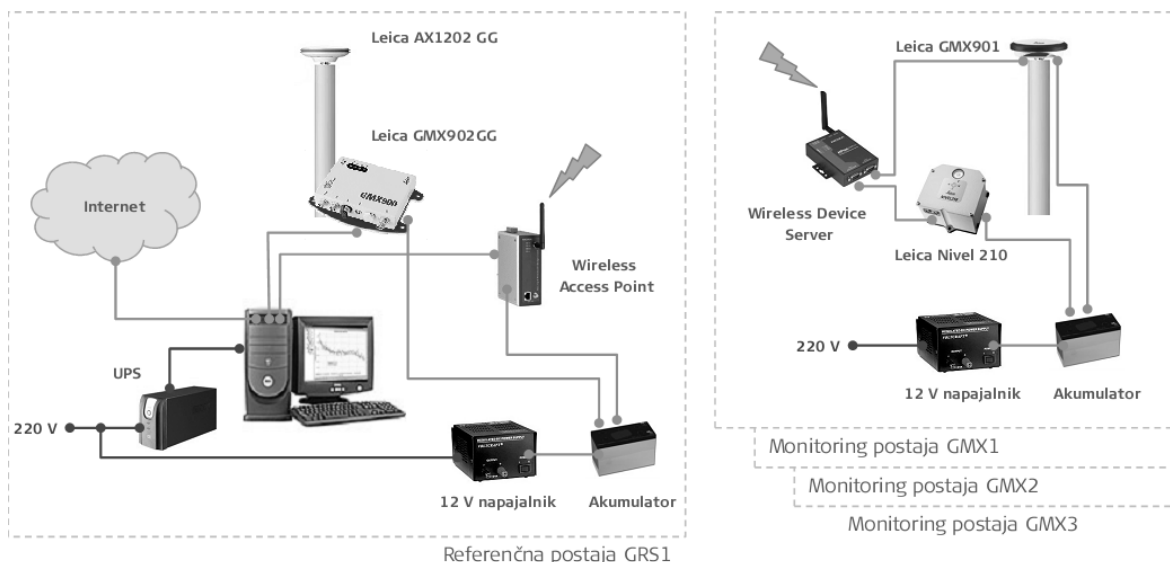 Leica AX1202 GG
Leica GMX902GG
GMX900
Internet
Wireless
Access Point
UPS
220 V
12 V napajalnik
Akumulator
Referenčna postaja GRS1
Leica GMX901
Wireless Device
Server
Leica Nivel 210
220 V
12 V napajalnik
Akumulator
Monitoring postaja GMX1
Monitoring postaja GMX2
Monitoring postaja GMX3